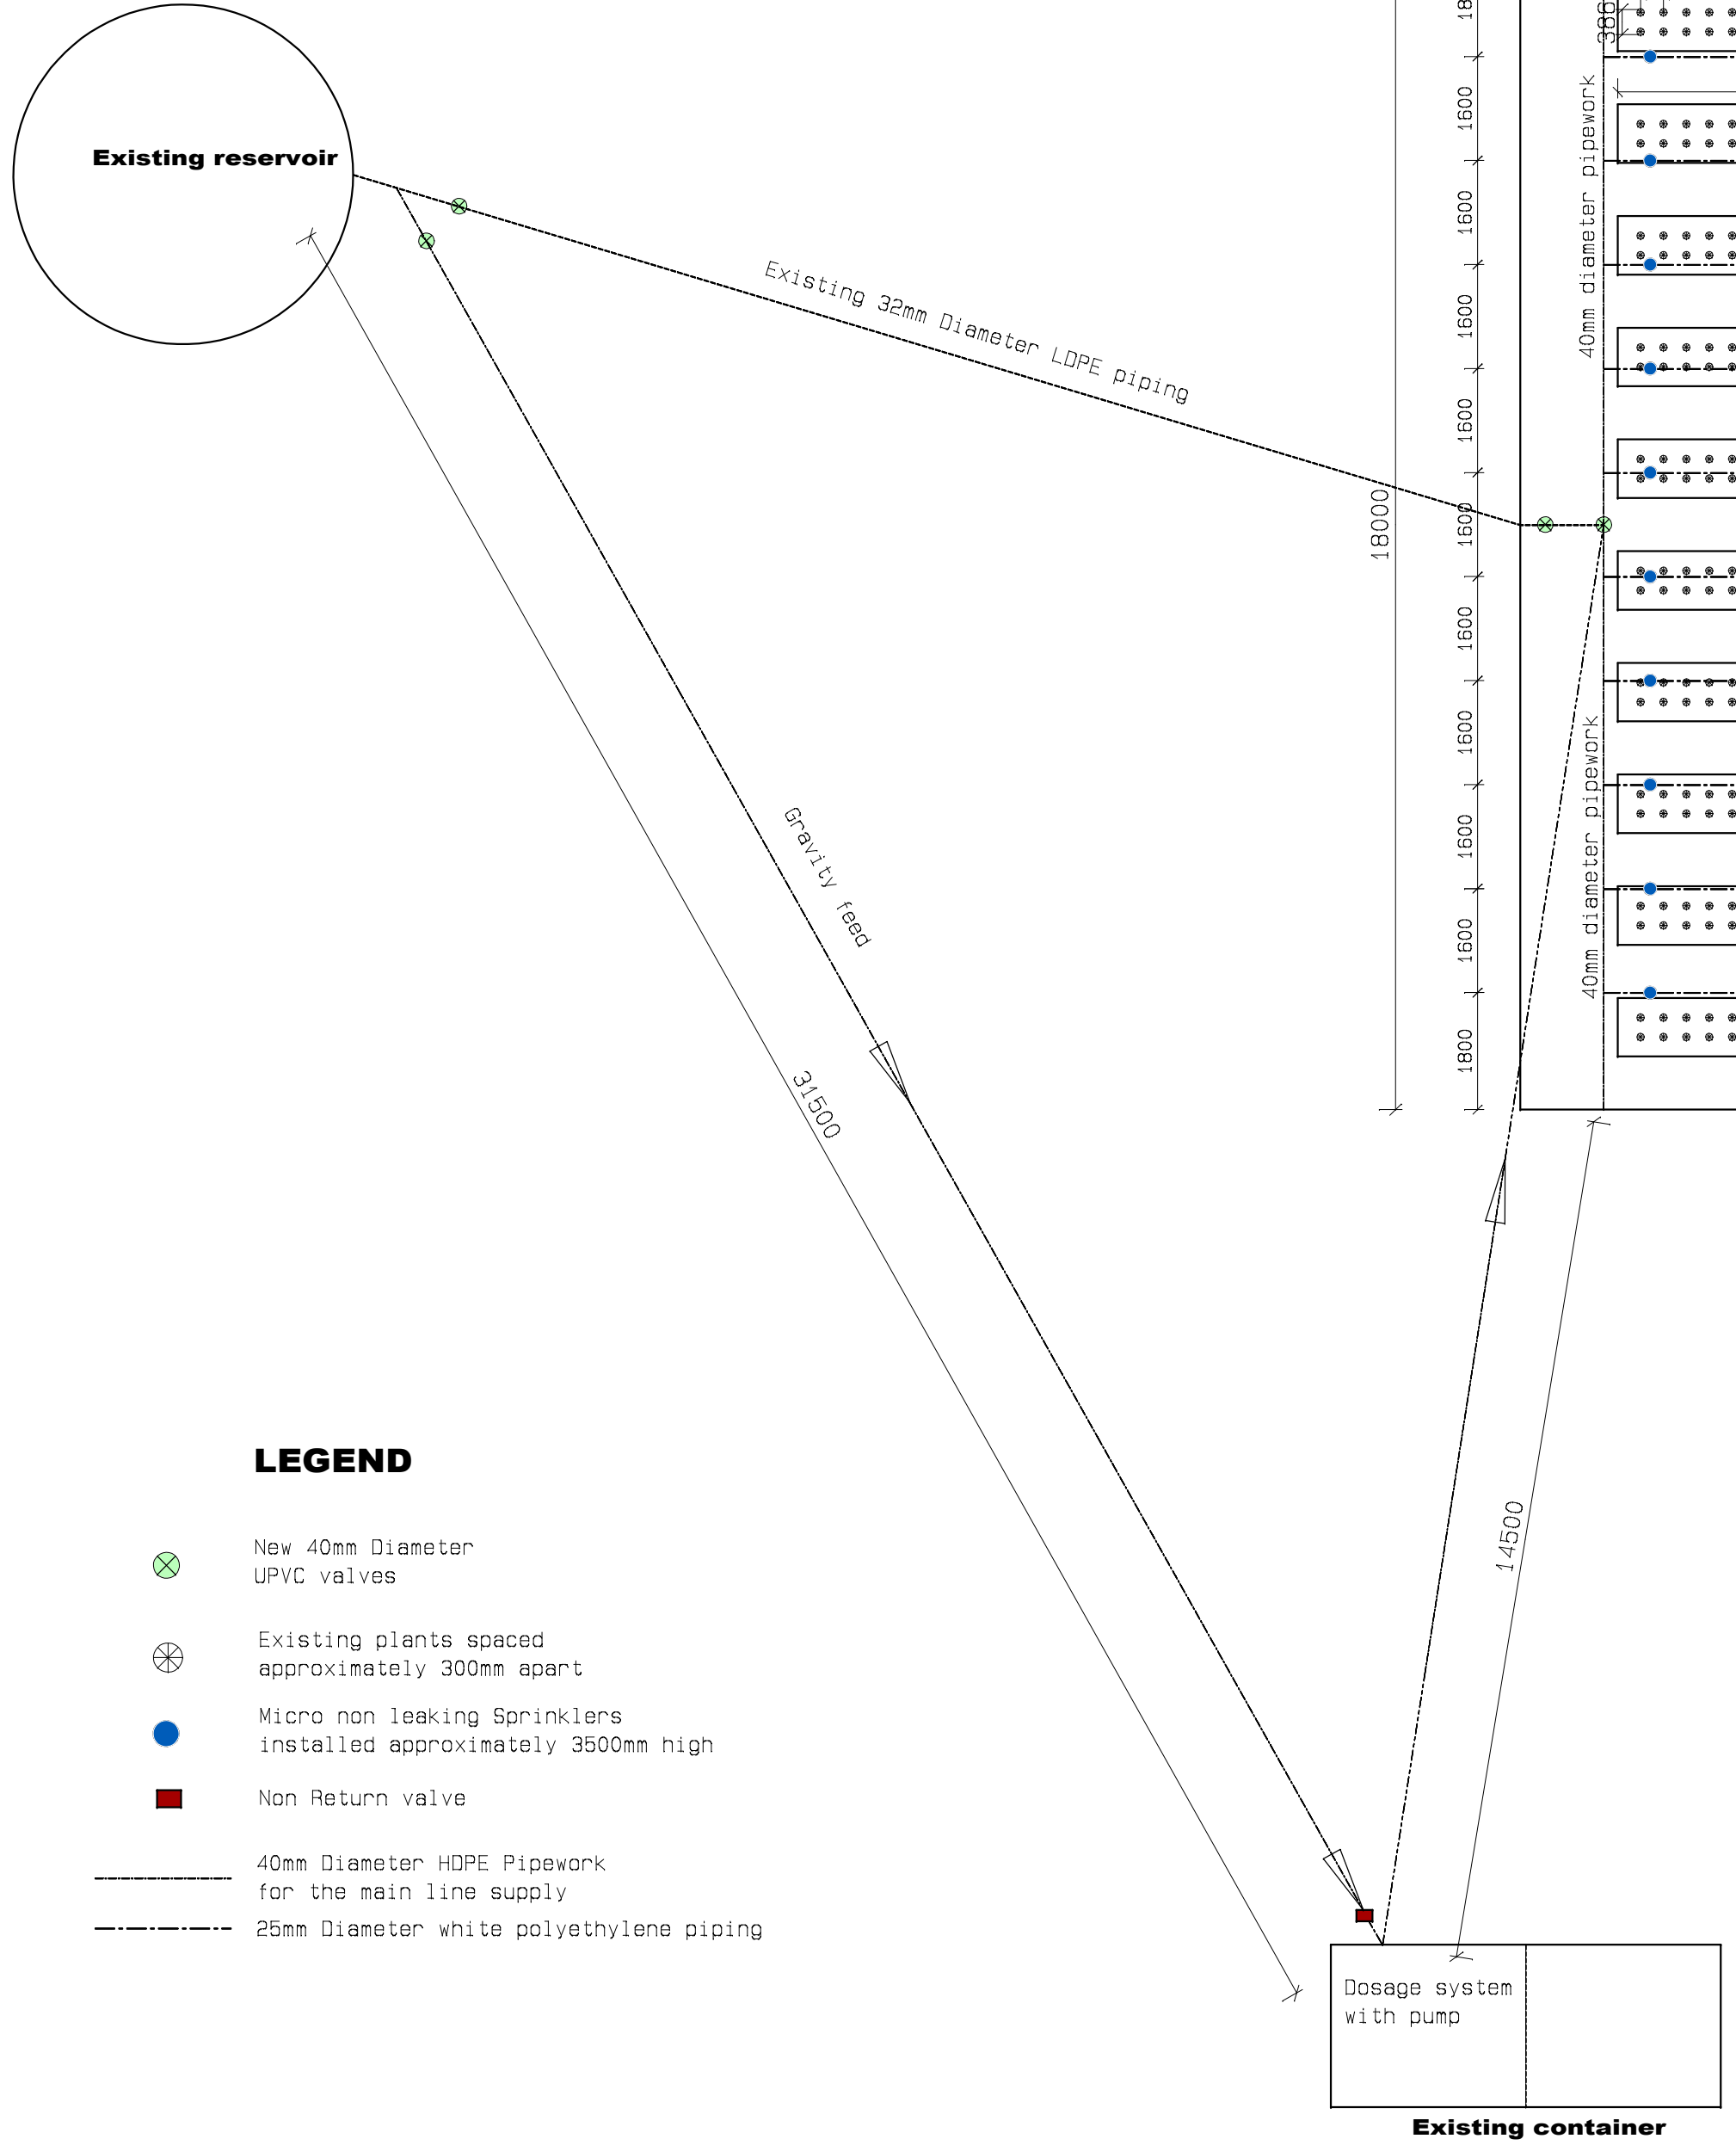 Existing reservoir
Existing 32mm Diameter LDPE piping
Gravity feed
31500
18000
1600
1600
1600
1600
1600
1600
1600
1600
1600
1800
40mm diameter pipework
40mm diameter pipework
14500
LEGEND
New 40mm Diameter
UPVC valves
Existing plants spaced
approximately 300mm apart
Micro non leaking Sprinklers
installed approximately 3500mm high
Non Return valve
40mm Diameter HDPE Pipework
for the main line supply
25mm Diameter white polyethylene piping
Dosage system
with pump
Existing container